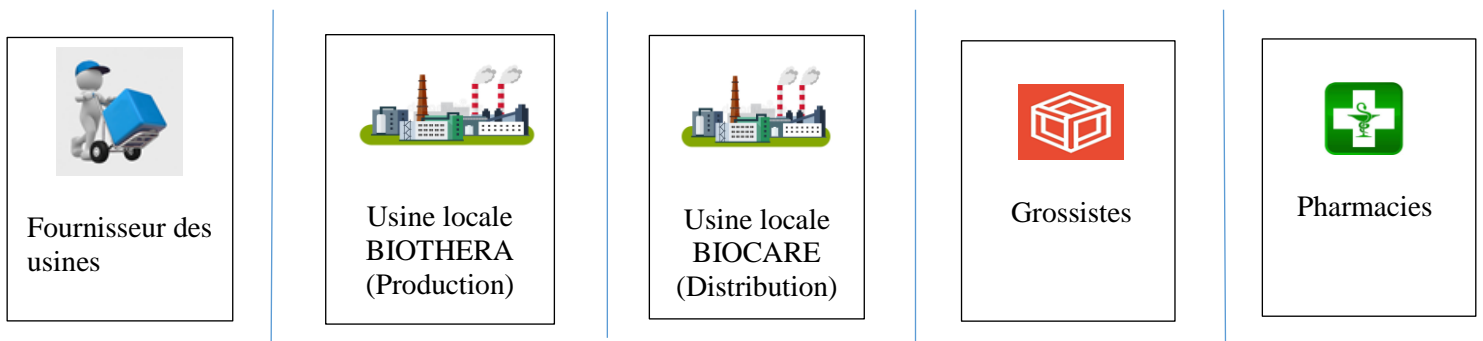 Fournisseur des
usines
Usine locale
BIOTHERA
(Production)
Usine locale
BIOCARE
(Distribution)
Grossistes
Pharmacies